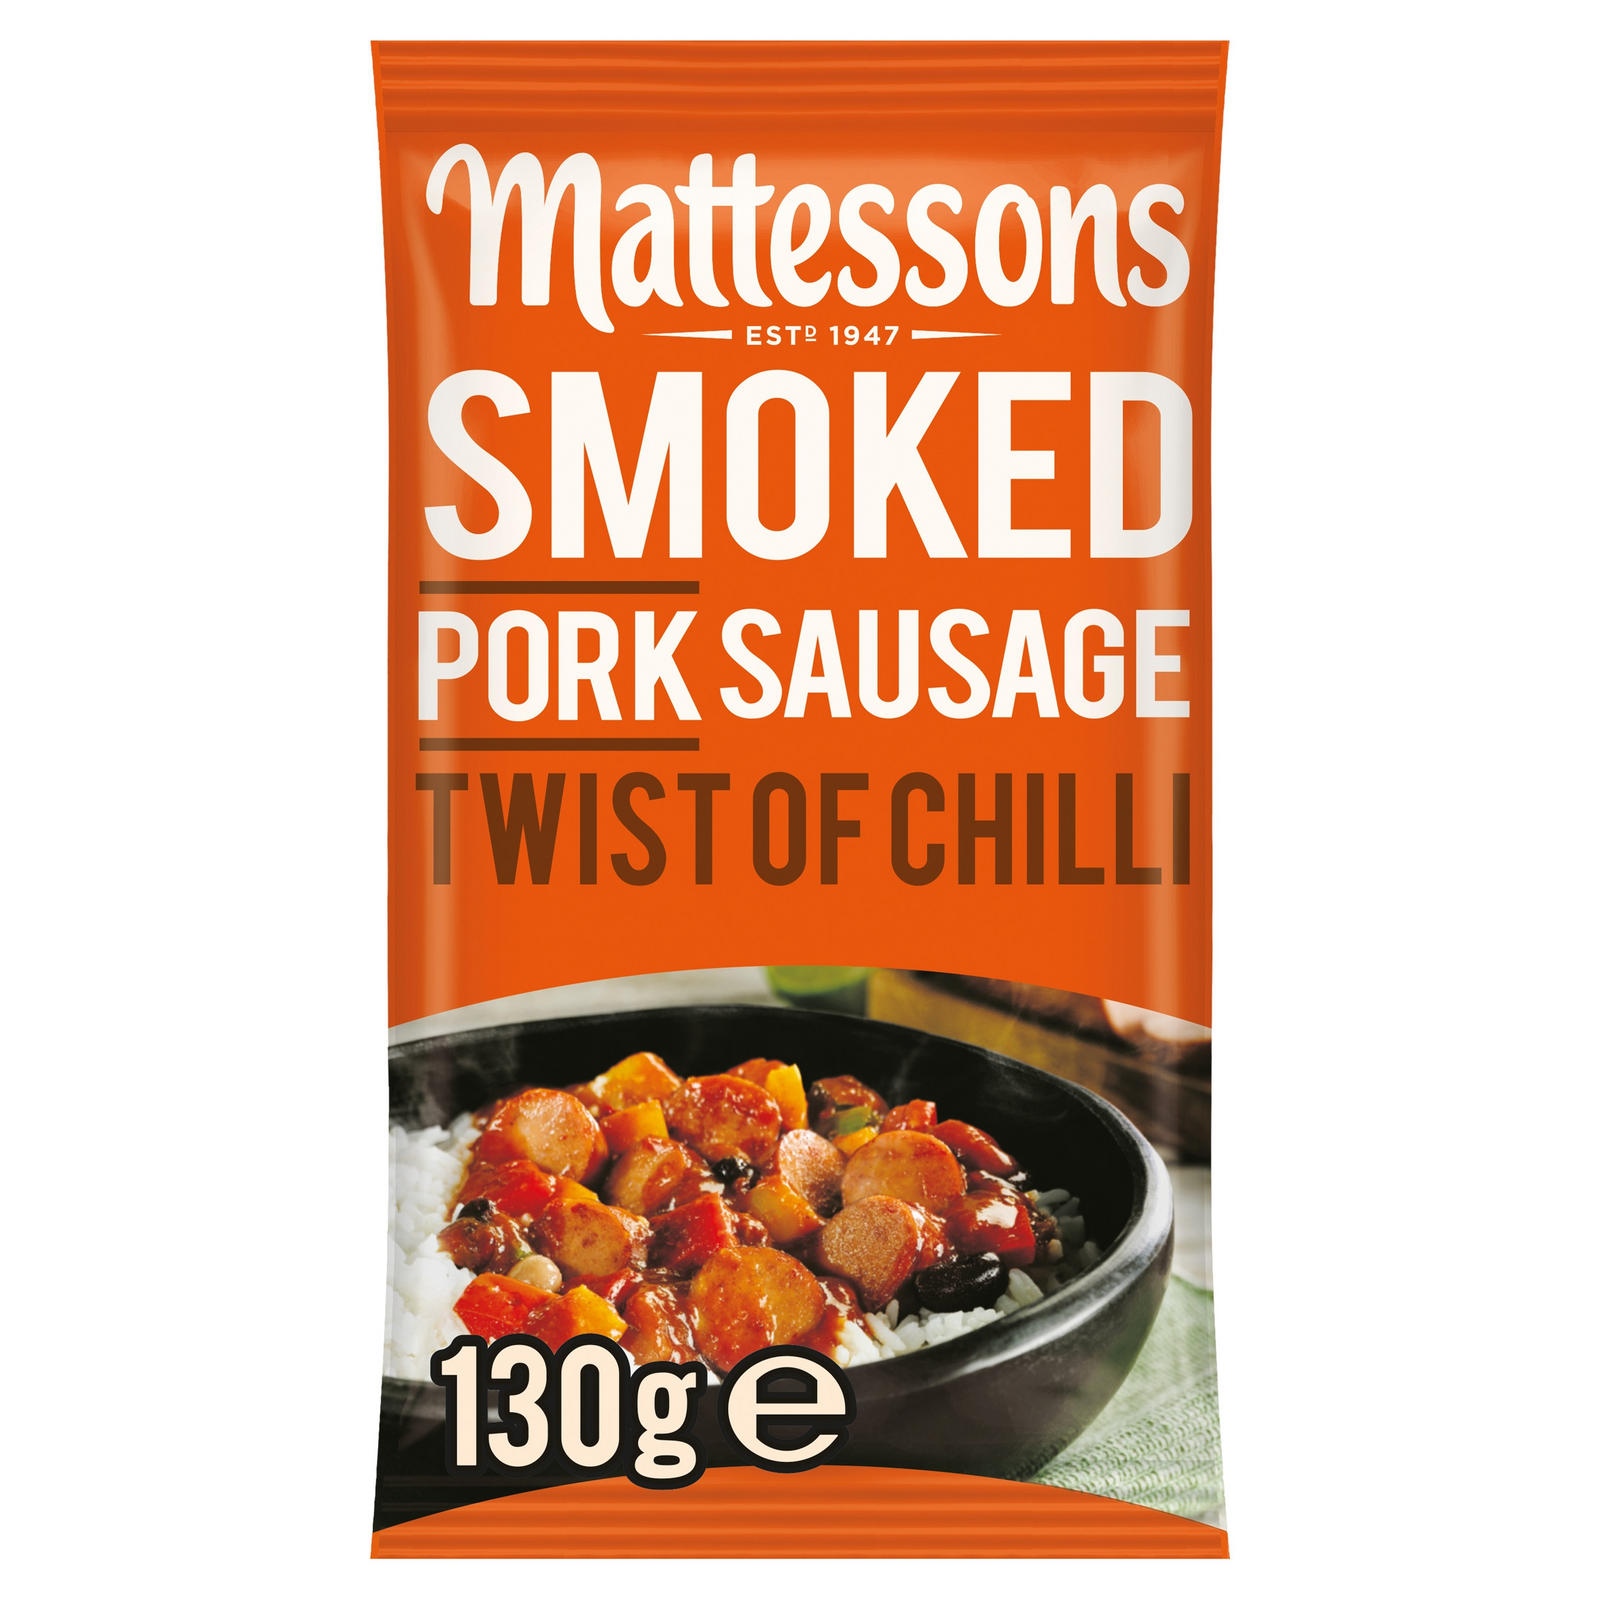 Mattessons
ESTD 1947
SMOKED
PORK SAUSAGE
TWIST OF CHILLI
130g e